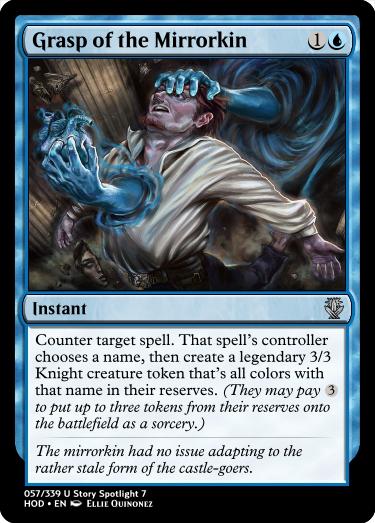 Grasp of the Mirrorkin
1
Instant
Counter target spell. That spell's controller
chooses a name, then create a legendary 3/3
Knight creature token that's all colors with
that name in their reserves. (They may pay 3
to put up to three tokens from their reserves onto
the battlefield as a sorcery.)
The mirrorkin had no issue adapting to the
rather stale form of the castle-goers.
057/339 U Story Spotlight 7
HOD • EN Ellie Quinonez